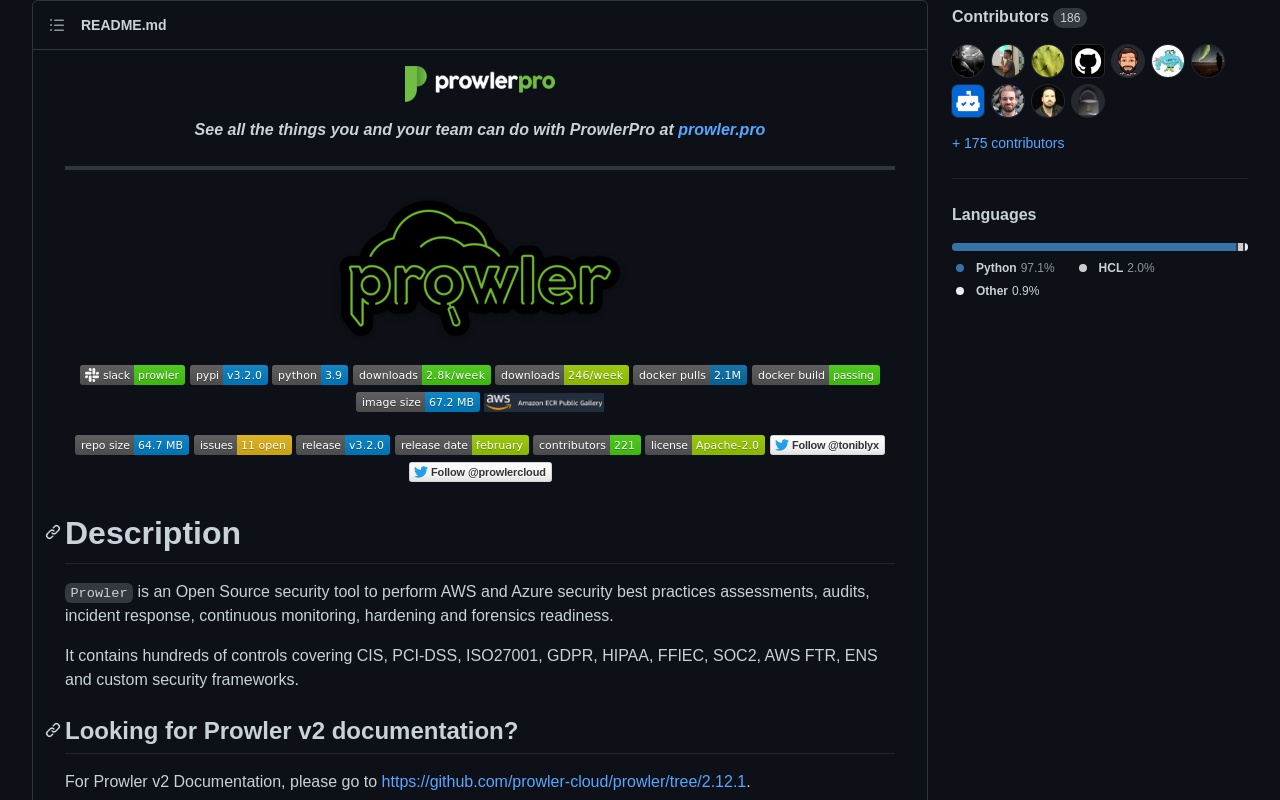 README.md
prowlerpro
See all the things you and your team can do with ProwlerPro at prowler.pro
prowler
slack prowler pypi v3.2.0 python 3.9 downloads 2.8k/week downloads 246/week docker pulls 2.1M docker build passing
image size 67.2 MB aws Amazon ECR Public Gallery
repo size 64.7 MB issues 11 open release v3.2.0 release date february contributors 221 license Apache-2.0 Follow @toniblyx
Follow @prowlercloud
Description
Prowler is an Open Source security tool to perform AWS and Azure security best practices assessments, audits,
incident response, continuous monitoring, hardening and forensics readiness.
It contains hundreds of controls covering CIS, PCI-DSS, ISO27001, GDPR, HIPAA, FFIEC, SOC2, AWS FTR, ENS
and custom security frameworks.
Looking for Prowler v2 documentation?
For Prowler v2 Documentation, please go to https://github.com/prowler-cloud/prowler/tree/2.12.1.
Contributors 186
+ 175 contributors
Languages
Python 97.1% HCL 2.0%
Other 0.9%